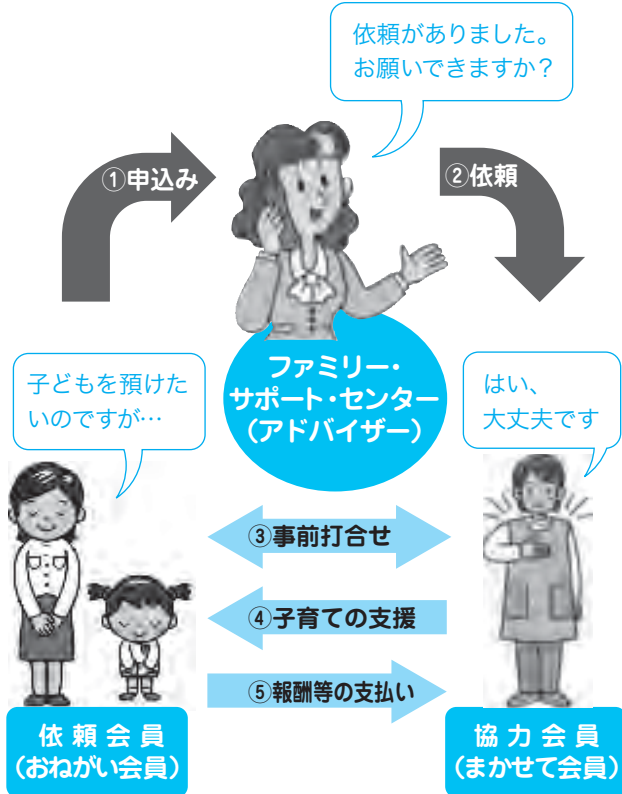 依頼がありました。
お願いできますか？
①申込み
②依頼
ファミリー・
サポート・センター
（アドバイザー）
子どもを預けた
いのですが…
はい、
大丈夫です
③事前打合せ
④子育ての支援
⑤報酬等の支払い
依頼会員
（おねがい会員）
協力会員
（まかせて会員）